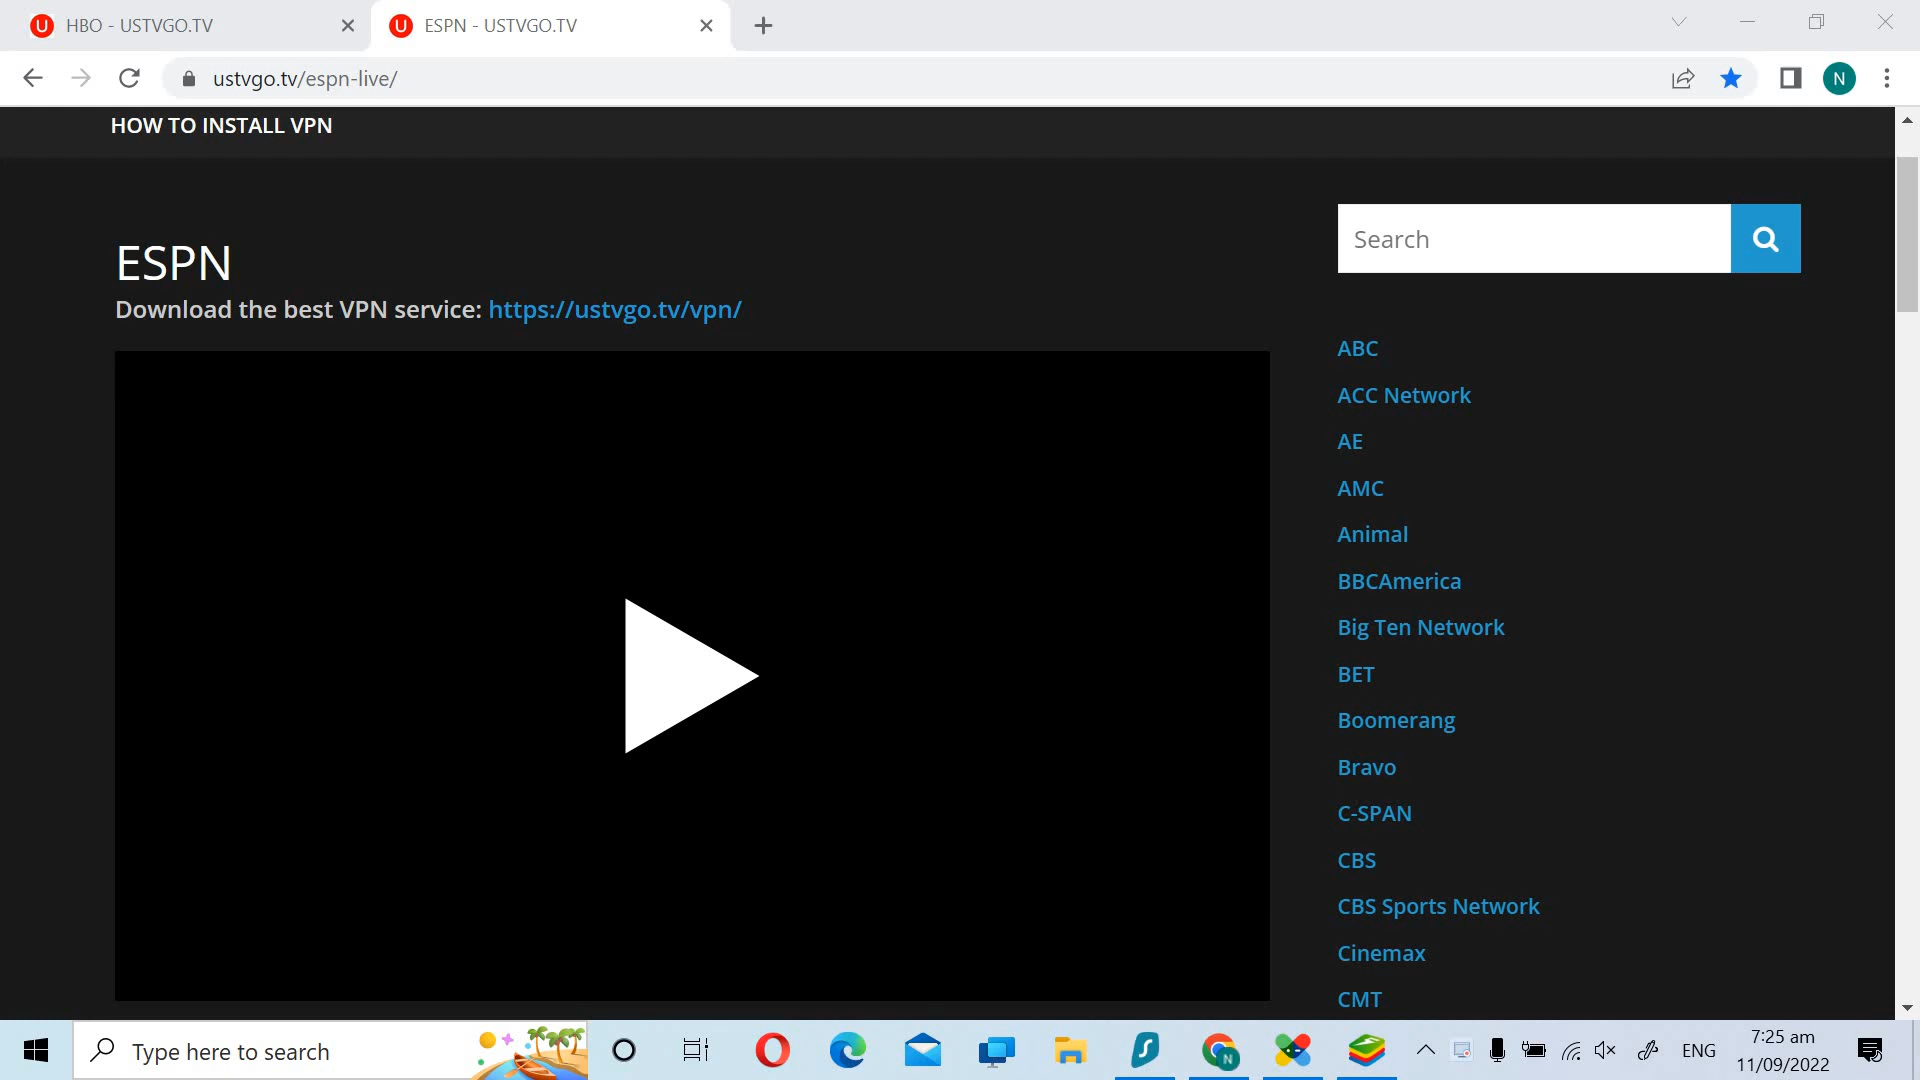 U HBO - USTVGO.TV
U ESPN - USTVGO.TV
ustvgo.tv/espn-live/
N
HOW TO INSTALL VPN
Search
ESPN
Download the best VPN service: https://ustvgo.tv/vpn/
ABC
ACC Network
AE
AMC
Animal
BBCAmerica
Big Ten Network
BET
Boomerang
Bravo
C-SPAN
CBS
CBS Sports Network
Cinemax
CMT
Type here to search
N
ENG
7:25 am
11/09/2022